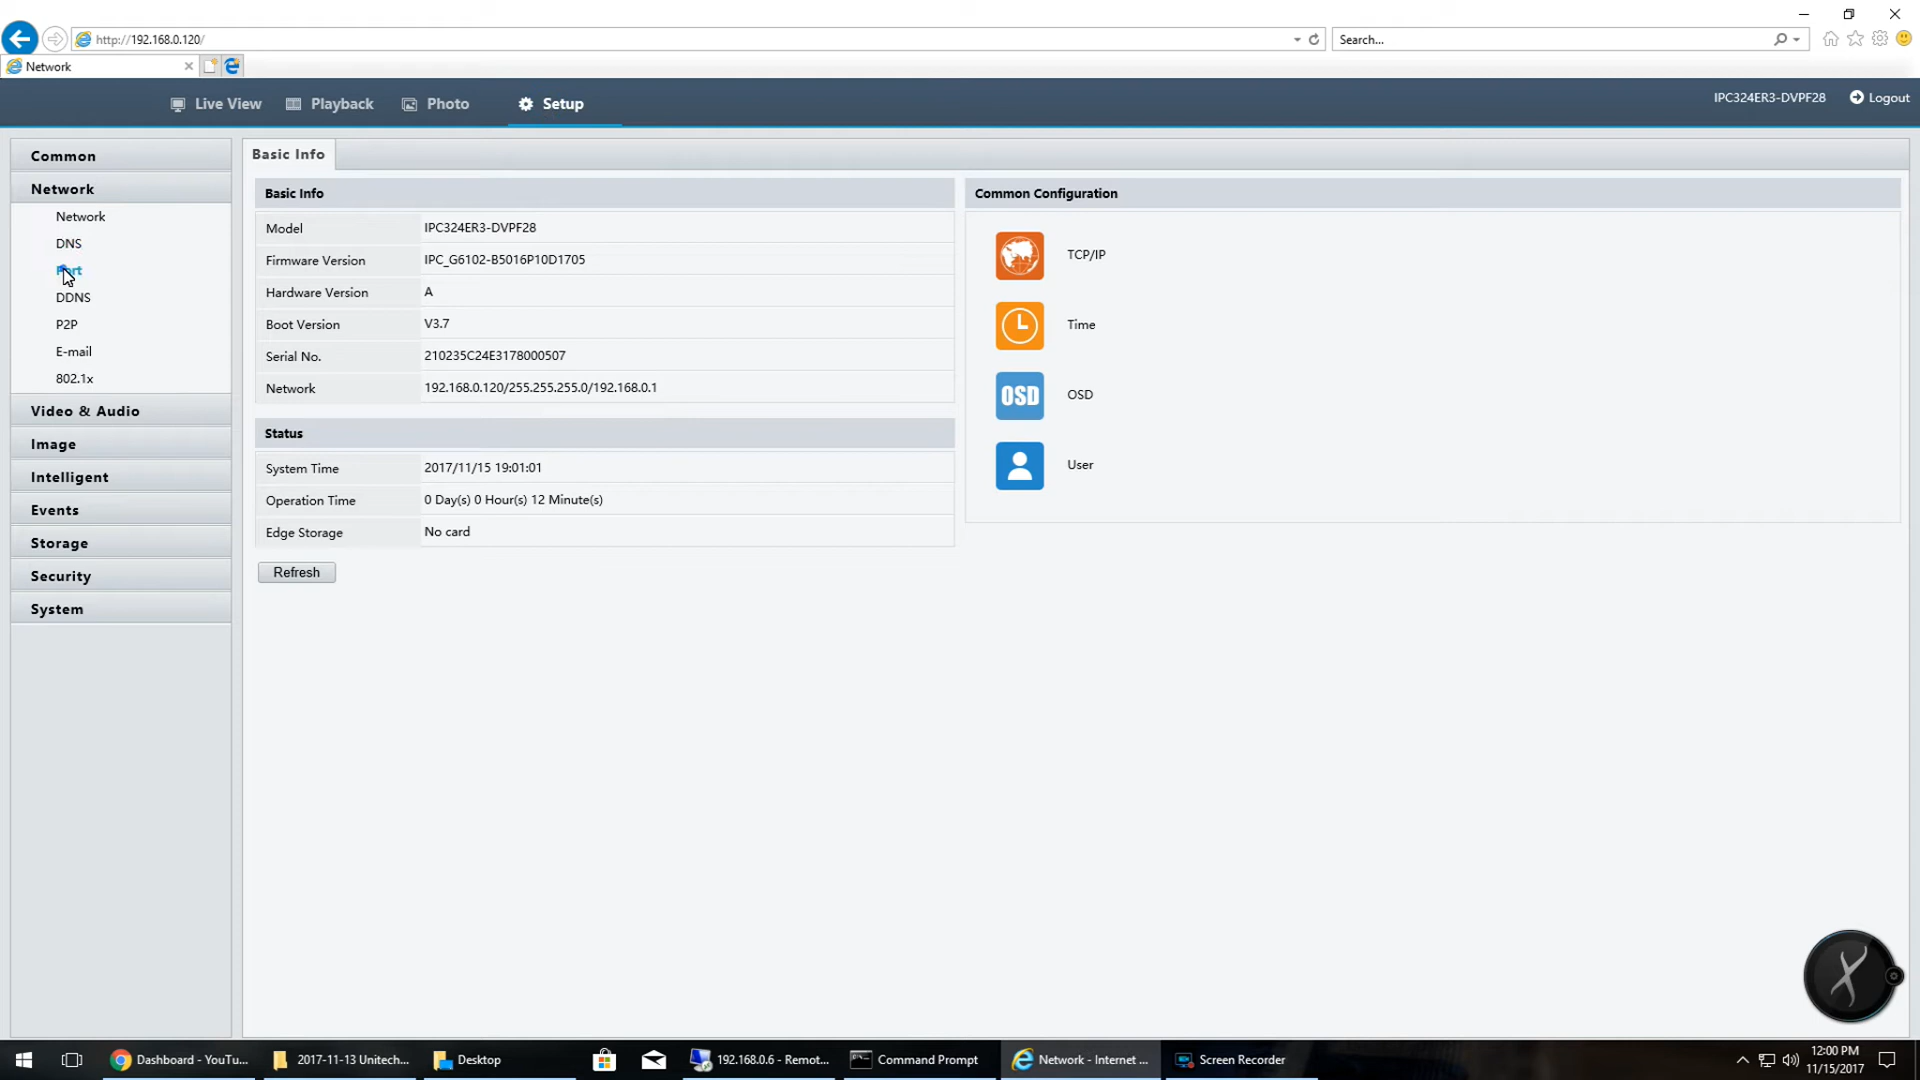 http://192.168.0.120/
Search...
Network
Live View
Playback
Photo
Setup
IPC324ER3-DVPF28
Logout
Common
Network
Network
DNS
Port
DDNS
P2P
E-mail
802.1x
Video & Audio
Image
Intelligent
Events
Storage
Security
System
Basic Info
Basic Info
Model IPC324ER3-DVPF28
Firmware Version IPC_G6102-B5016P10D1705
Hardware Version A
Boot Version V3.7
Serial No. 210235C24E3178000507
Network 192.168.0.120/255.255.255.0/192.168.0.1
Status
System Time 2017/11/15 19:01:01
Operation Time 0 Day(s) 0 Hour(s) 12 Minute(s)
Edge Storage No card
Refresh
Common Configuration
TCP/IP
Time
OSD OSD
User
Dashboard - YouTu...
2017-11-13 Unitech...
Desktop
192.168.0.6 - Remot...
Command Prompt
Network - Internet ...
Screen Recorder
12:00 PM
11/15/2017